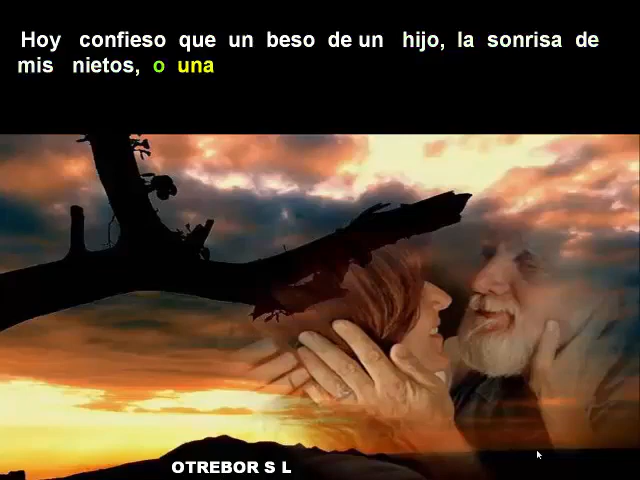 Hoy confieso que un beso de un hijo, la sonrisa de
mis nietos, o una
OTREBOR S L